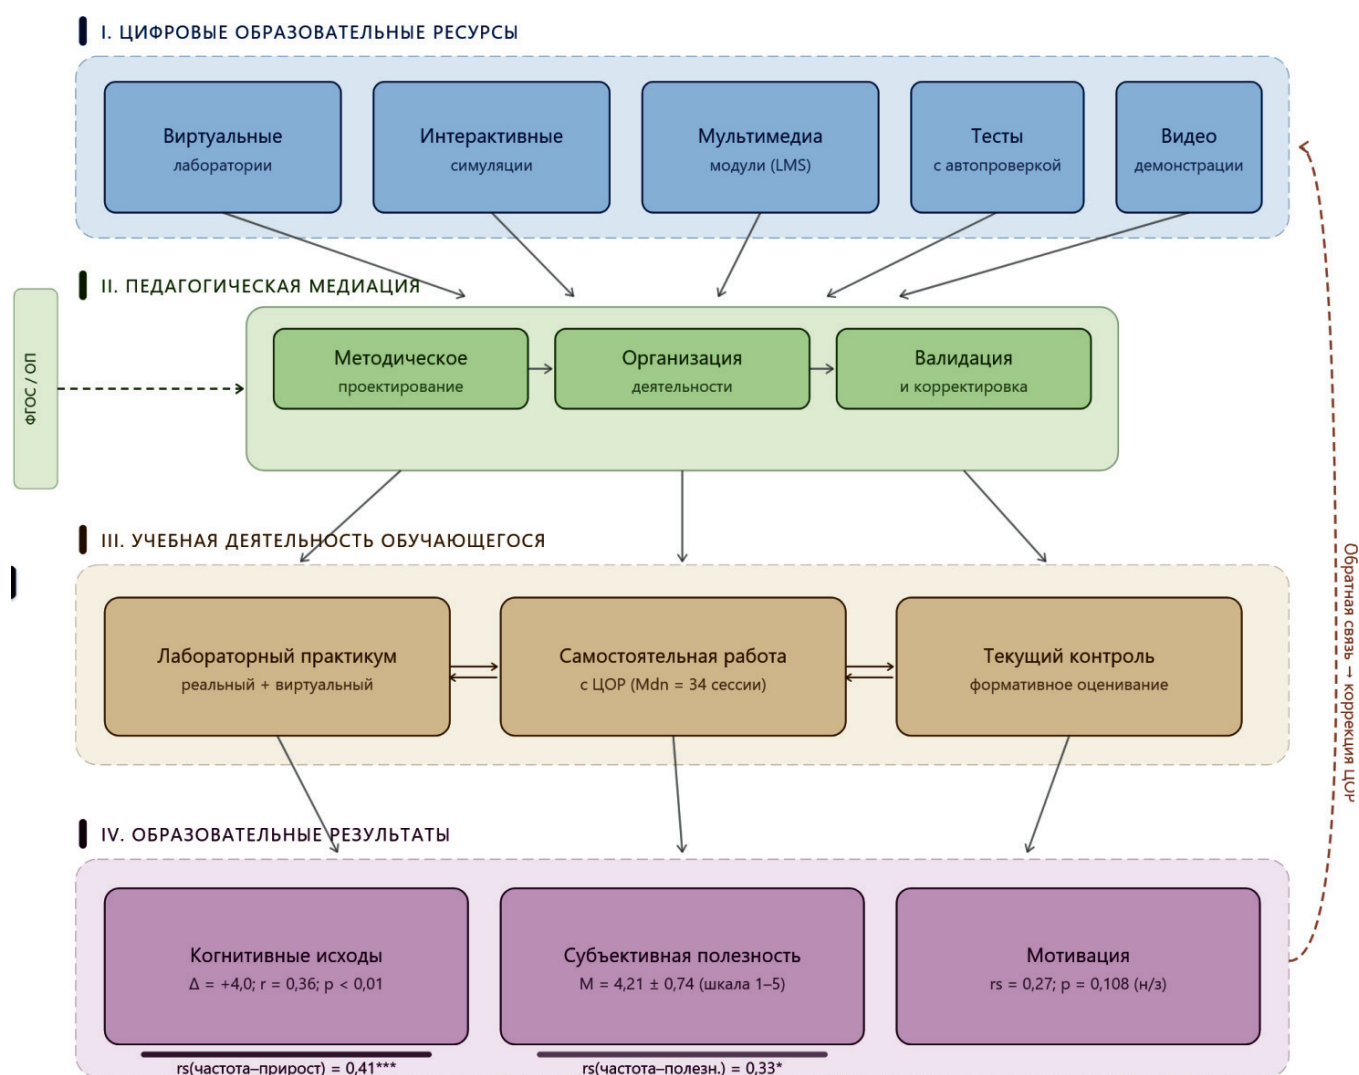 I. ЦИФРОВЫЕ ОБРАЗОВАТЕЛЬНЫЕ РЕСУРСЫ
Виртуальные
лаборатории
Интерактивные
симуляции
Мультимедиа
модули (LMS)
Тесты
с автопроверкой
Видео
демонстрации
II. ПЕДАГОГИЧЕСКАЯ МЕДИАЦИЯ
ФГОС / ОП
Методическое
проектирование
Организация
деятельности
Валидация
и корректировка
III. УЧЕБНАЯ ДЕЯТЕЛЬНОСТЬ ОБУЧАЮЩЕГОСЯ
Лабораторный практикум
реальный + виртуальный
Самостоятельная работа
с ЦОР (Mdn = 34 сессии)
Текущий контроль
формативное оценивание
Обратная связь → коррекция ЦОР
IV. ОБРАЗОВАТЕЛЬНЫЕ РЕЗУЛЬТАТЫ
Когнитивные исходы
Δ = +4,0; r = 0,36; p < 0,01
Субъективная полезность
M = 4,21 ± 0,74 (шкала 1–5)
Мотивация
rs = 0,27; p = 0,108 (н/з)
rs(частота–прирост) = 0,41***
rs(частота–полезн.) = 0,33*